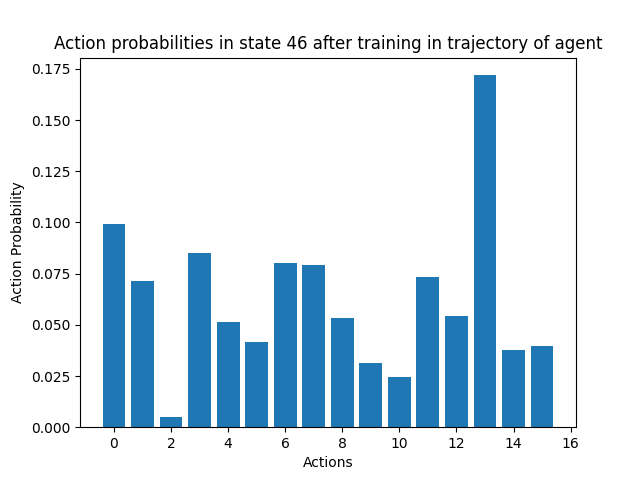 Action probabilities in state 46 after training in trajectory of agent
0.175
0.150
0.125
0.100
0.075
0.050
0.025
0.000
Action Probability
0 2 4 6 8 10 12 14 16
Actions